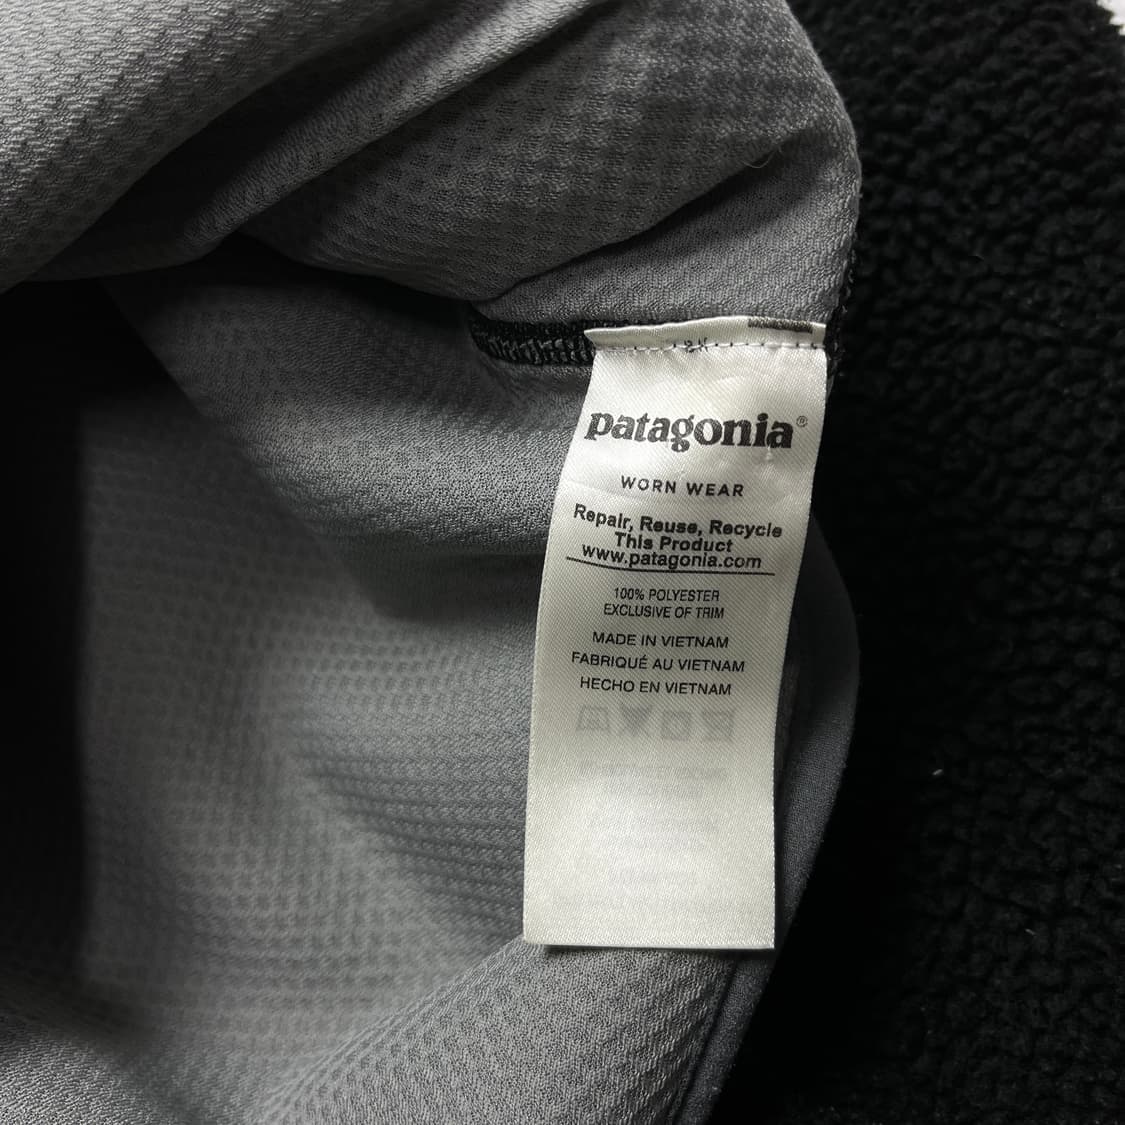 patagonia®
WORN WEAR
Repair, Reuse, Recycle
This Product
www.patagonia.com
100% POLYESTER
EXCLUSIVE OF TRIM
MADE IN VIETNAM
FABRIQUÉ AU VIETNAM
HECHO EN VIETNAM